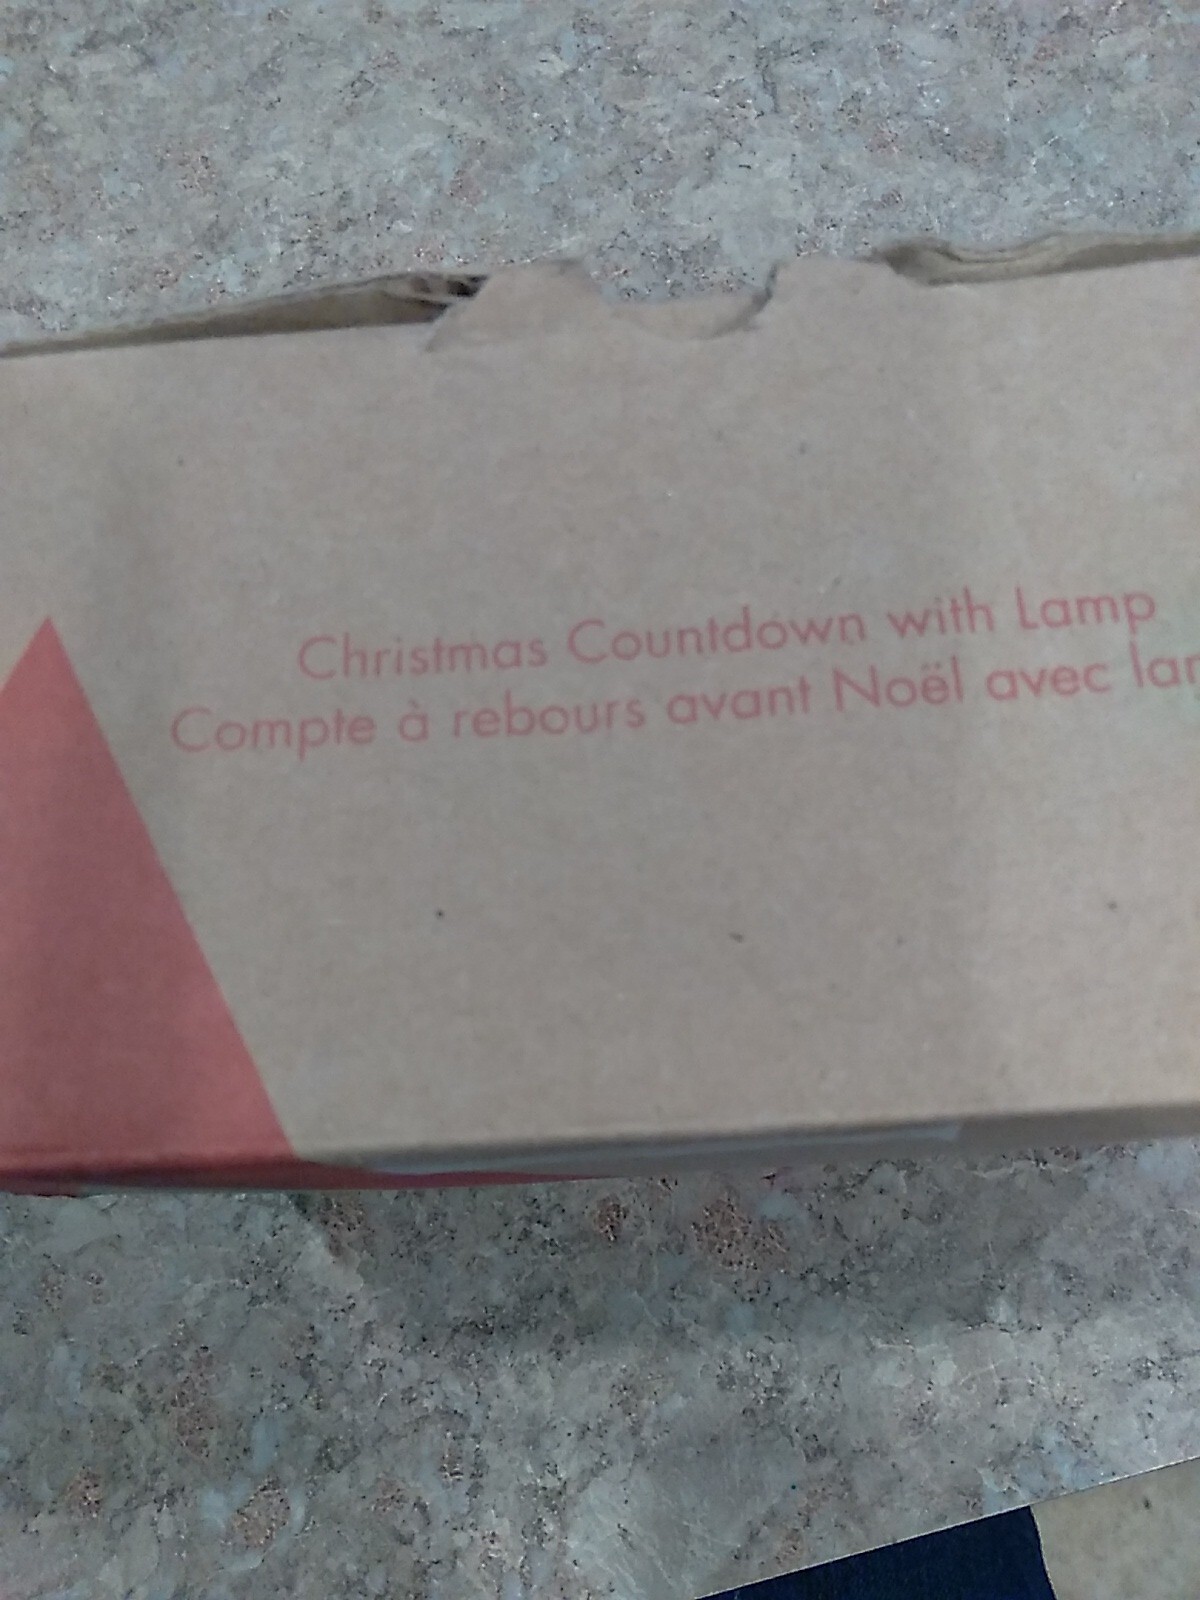 Christmas Countdown with Lamp
Compte à rebours avant Noël avec